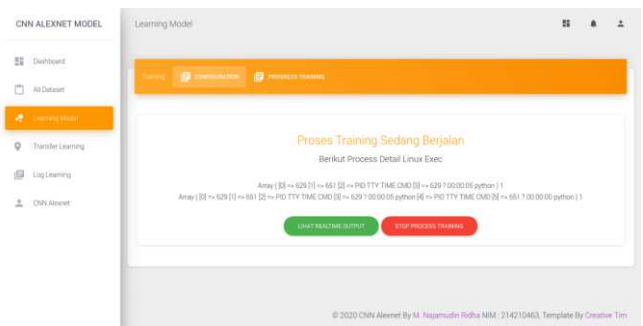 CNN ALEXNET MODEL
Learning Model
Dashboard
All Dataset
Learning Model
Transfer Learning
Log Learning
CNN Alexnet
Training
CONFIGURATION
PROGRESS TRAINING
Proses Training Sedang Berjalan
Berikut Process Detail Linux Exec
Array ( [0] => 629 [1] => 651 [2] => PID TTY TIME CMD [3] => 629 ? 00:00:05 python ) 1
Array ( [0] => 629 [1] => 651 [2] => PID TTY TIME CMD [3] => 629 ? 00:00:05 python [4] => PID TTY TIME CMD [5] => 651 ? 00:00:00 python ) 1
LIHAT REALTIME OUTPUT
STOP PROCESS TRAINING
© 2020 CNN Alexnet By M. Najamudin Ridha NIM : 214210463, Template By Creative Tim